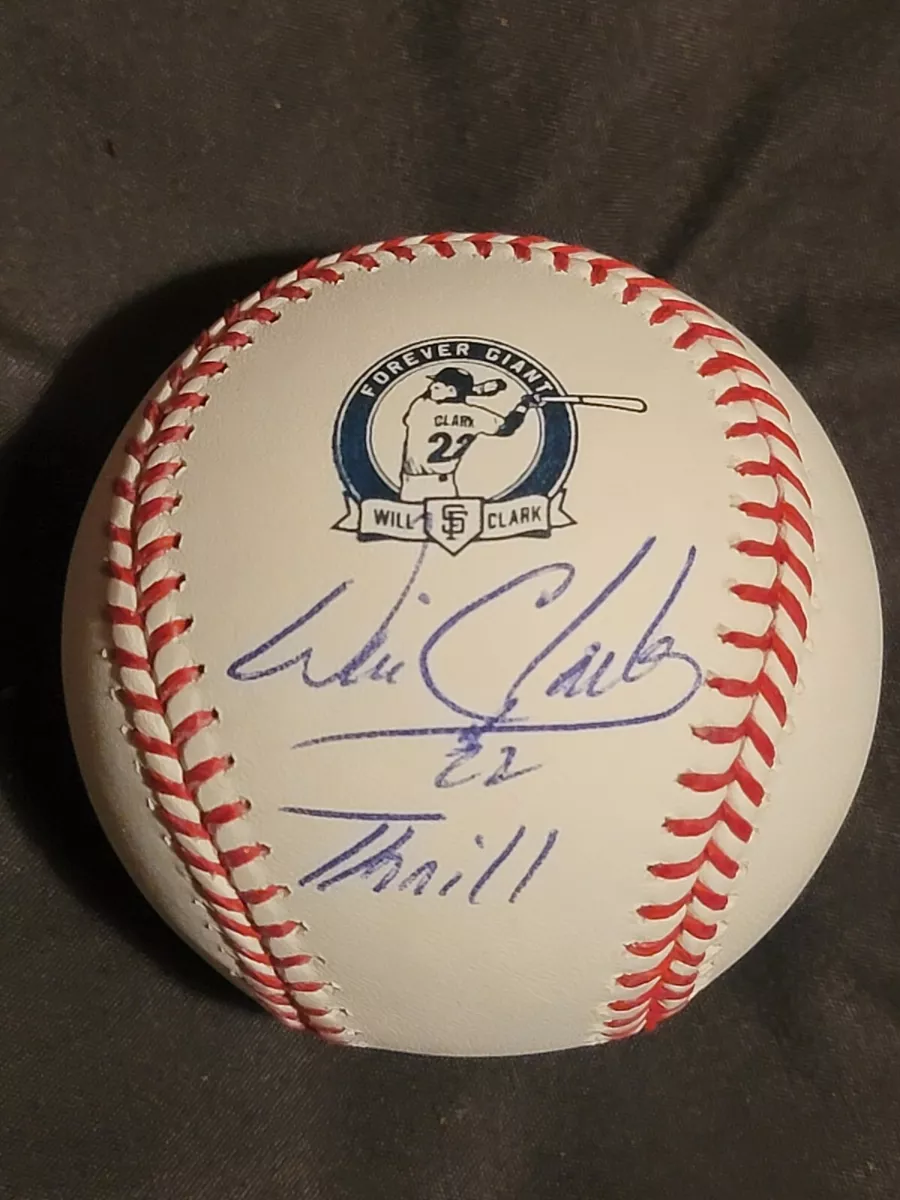 FOREVER GIANT
CLARK
22
WILL SF CLARK
Will Clark
22
Thrill